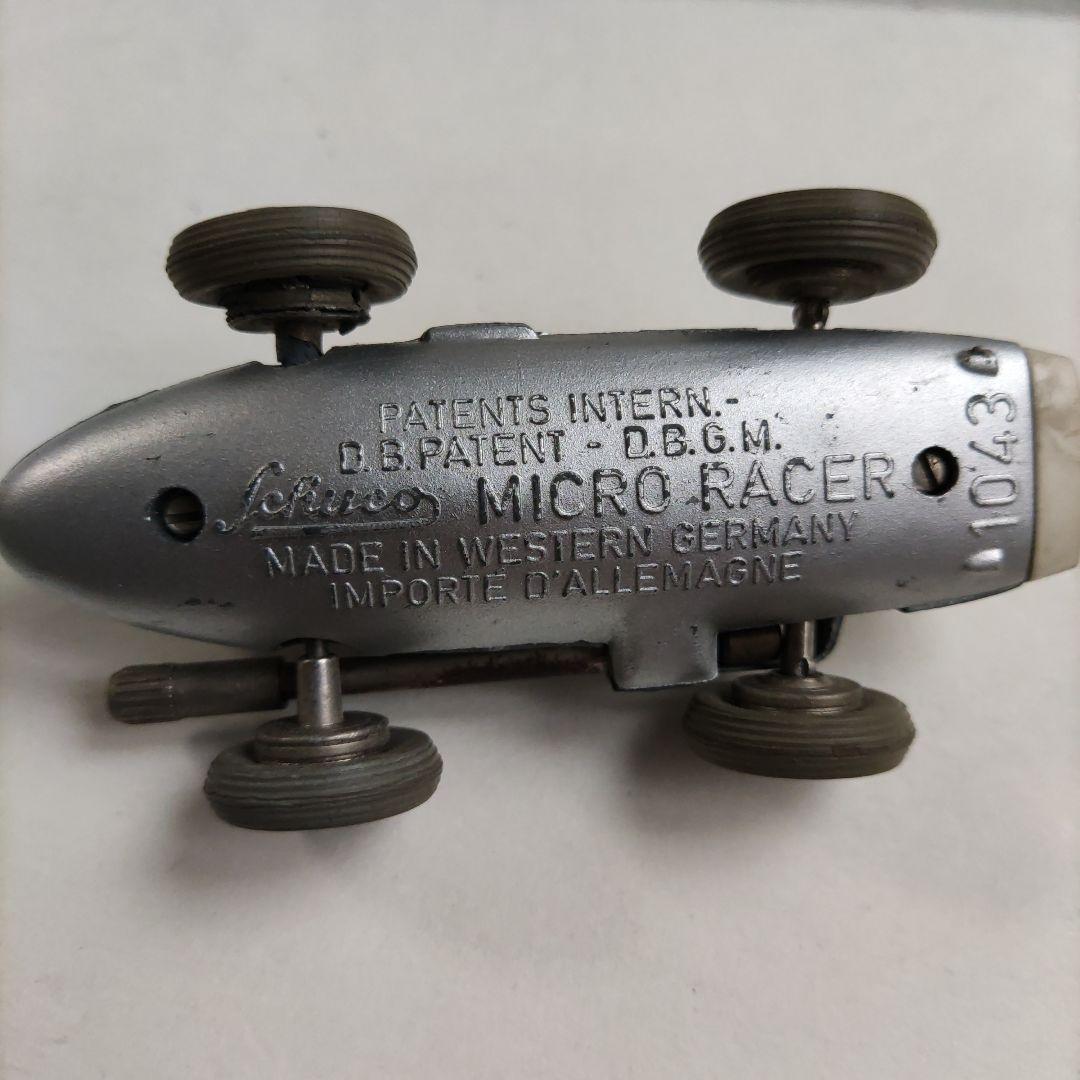 PATENTS INTERN.-
D.B.PATENT - D.B.G.M.
Schuco MICRO RACER
MADE IN WESTERN GERMANY
IMPORTÉ D'ALLEMAGNE
1043